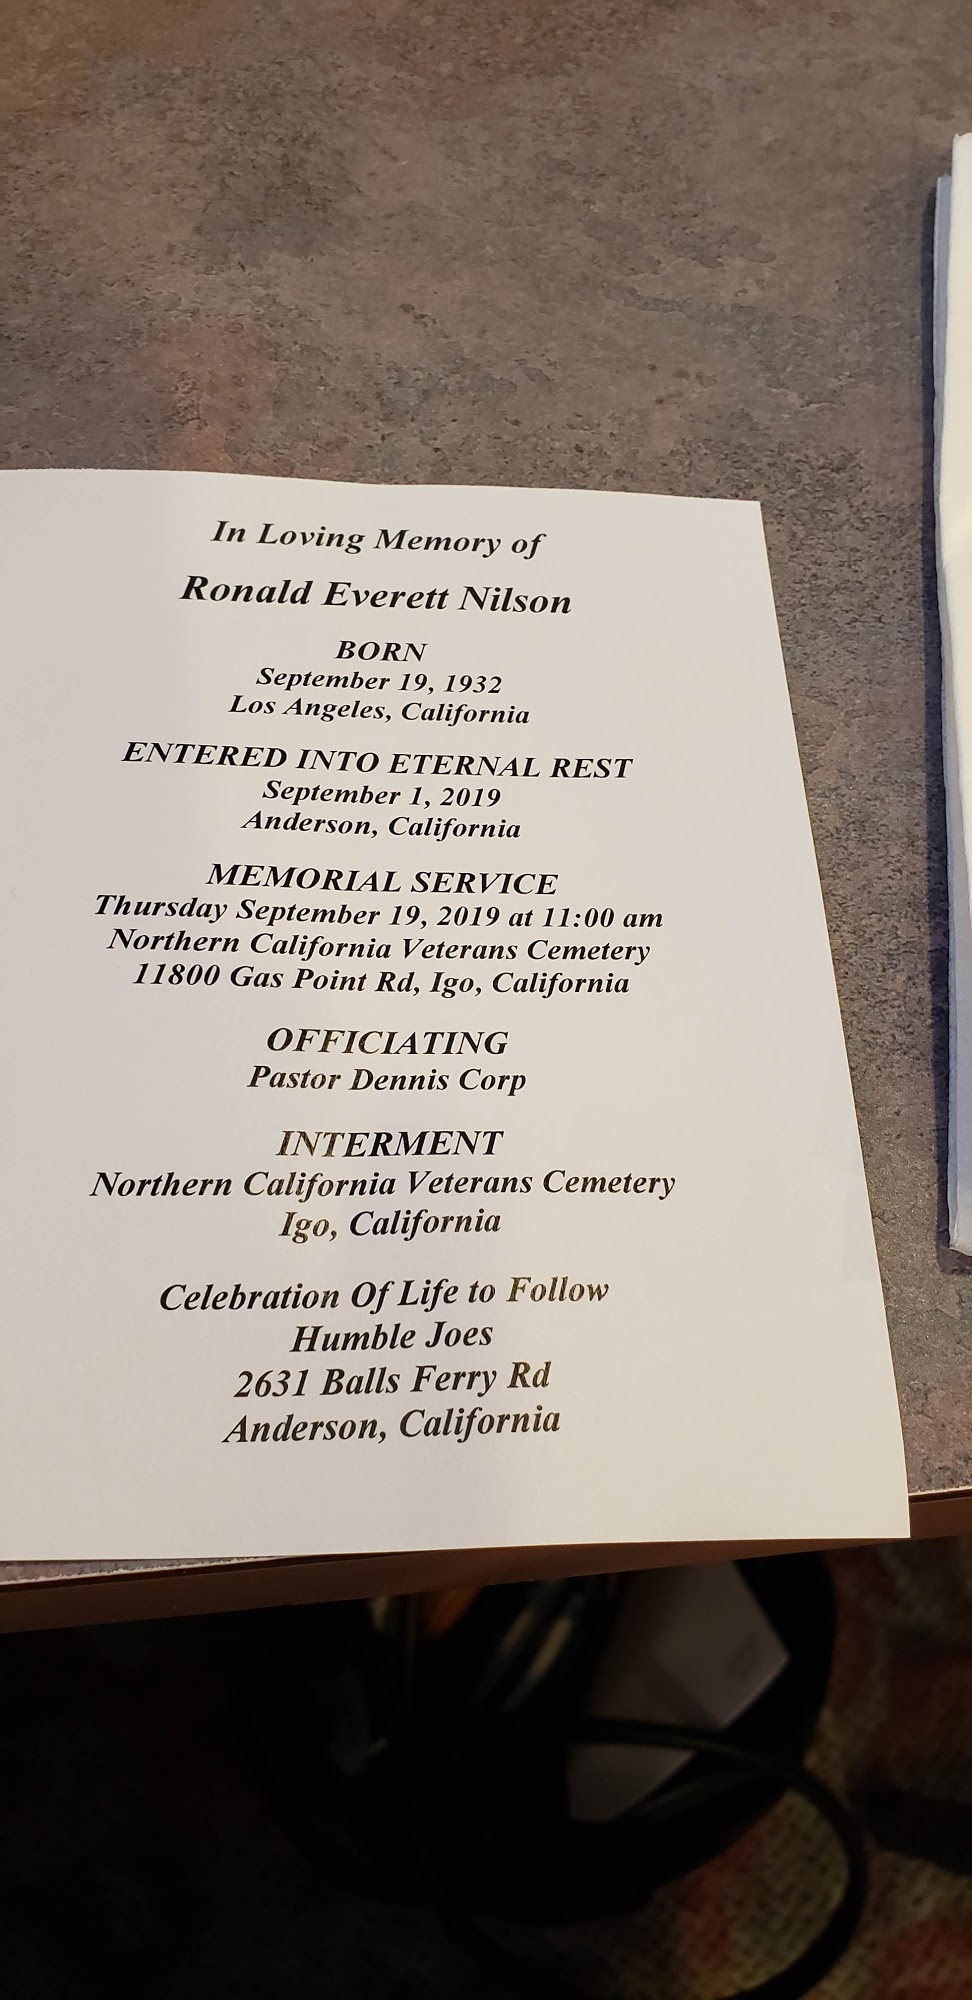 In Loving Memory of
Ronald Everett Nilson
BORN
September 19, 1932
Los Angeles, California
ENTERED INTO ETERNAL REST
September 1, 2019
Anderson, California
MEMORIAL SERVICE
Thursday September 19, 2019 at 11:00 am
Northern California Veterans Cemetery
11800 Gas Point Rd, Igo, California
OFFICIATING
Pastor Dennis Corp
INTERMENT
Northern California Veterans Cemetery
Igo, California
Celebration Of Life to Follow
Humble Joes
2631 Balls Ferry Rd
Anderson, California